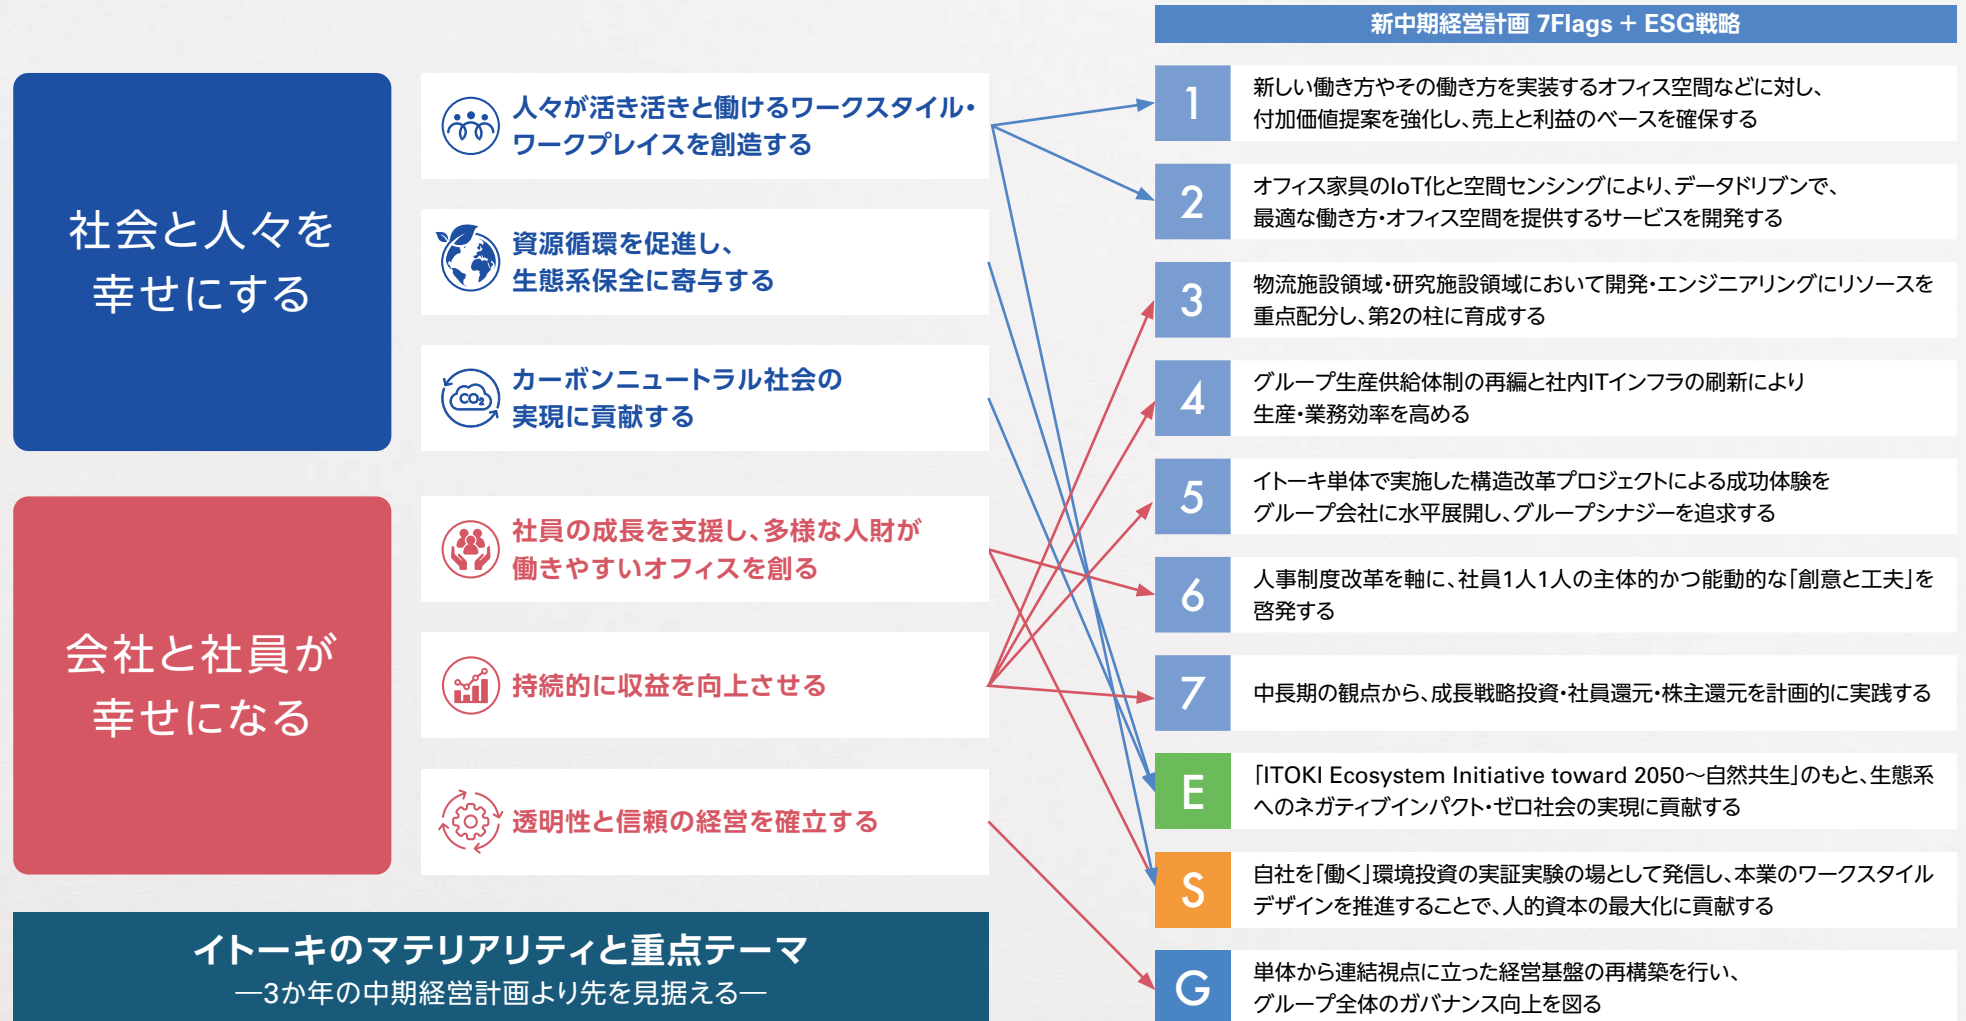 社会と人々を
幸せにする
人々が活き活きと働けるワークスタイル・
ワークプレイスを創造する
資源循環を促進し、
生態系保全に寄与する
CO₂
カーボンニュートラル社会の
実現に貢献する
会社と社員が
幸せになる
社員の成長を支援し、多様な人財が
働きやすいオフィスを創る
持続的に収益を向上させる
透明性と信頼の経営を確立する
イトーキのマテリアリティと重点テーマ
―3か年の中期経営計画より先を見据える―
新中期経営計画 7Flags + ESG戦略
1
新しい働き方やその働き方を実装するオフィス空間などに対し、
付加価値提案を強化し、売上と利益のベースを確保する
2
オフィス家具のIoT化と空間センシングにより、データドリブンで、
最適な働き方・オフィス空間を提供するサービスを開発する
3
物流施設領域・研究施設領域において開発・エンジニアリングにリソースを
重点配分し、第2の柱に育成する
4
グループ生産供給体制の再編と社内ITインフラの刷新により
生産・業務効率を高める
5
イトーキ単体で実施した構造改革プロジェクトによる成功体験を
グループ会社に水平展開し、グループシナジーを追求する
6
人事制度改革を軸に、社員1人1人の主体的かつ能動的な「創意と工夫」を
啓発する
7
中長期の観点から、成長戦略投資・社員還元・株主還元を計画的に実践する
E
「ITOKI Ecosystem Initiative toward 2050～自然共生」のもと、生態系
へのネガティブインパクト・ゼロ社会の実現に貢献する
S
自社を「働く」環境投資の実証実験の場として発信し、本業のワークスタイル
デザインを推進することで、人的資本の最大化に貢献する
G
単体から連結視点に立った経営基盤の再構築を行い、
グループ全体のガバナンス向上を図る